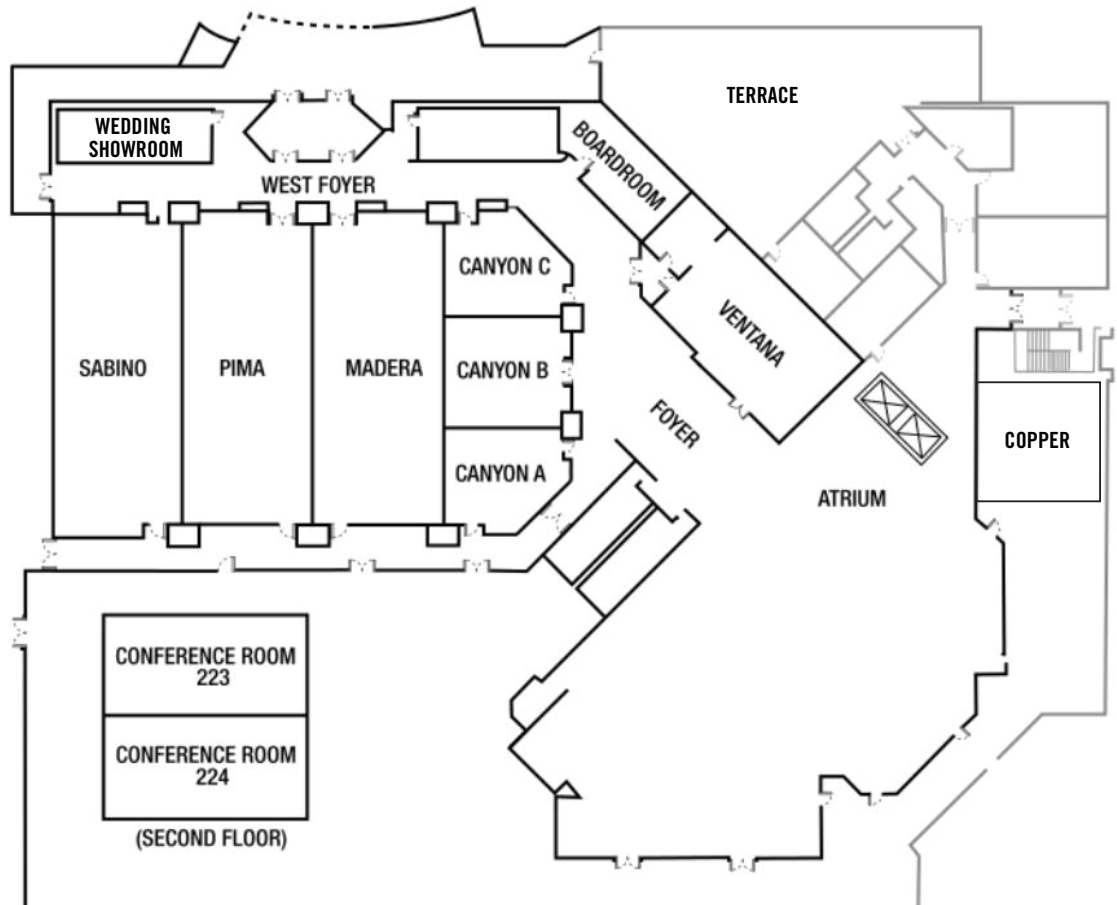 TERRACE
WEDDING
SHOWROOM
BOARDROOM
WEST FOYER
CANYON C
VENTANA
SABINO
PIMA
MADERA
CANYON B
FOYER
COPPER
CANYON A
ATRIUM
CONFERENCE ROOM
223
CONFERENCE ROOM
224
(SECOND FLOOR)